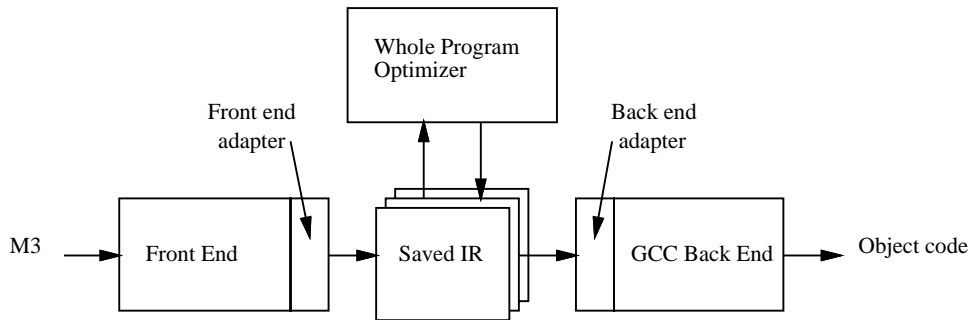 Whole Program
Optimizer
Front end
adapter
Back end
adapter
M3
Front End
Saved IR
GCC Back End
Object code